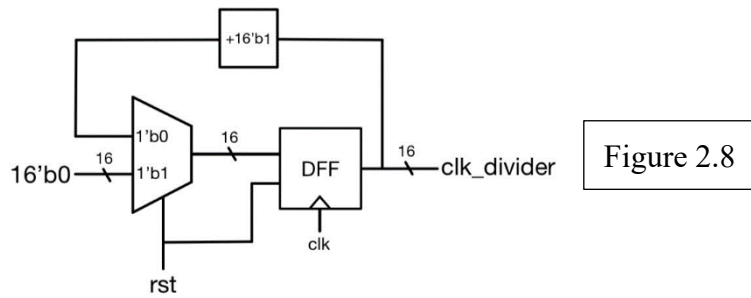 +16'b1
1'b0
16'b0
16
1'b1
16
DFF
16
clk_divider
clk
rst
Figure 2.8